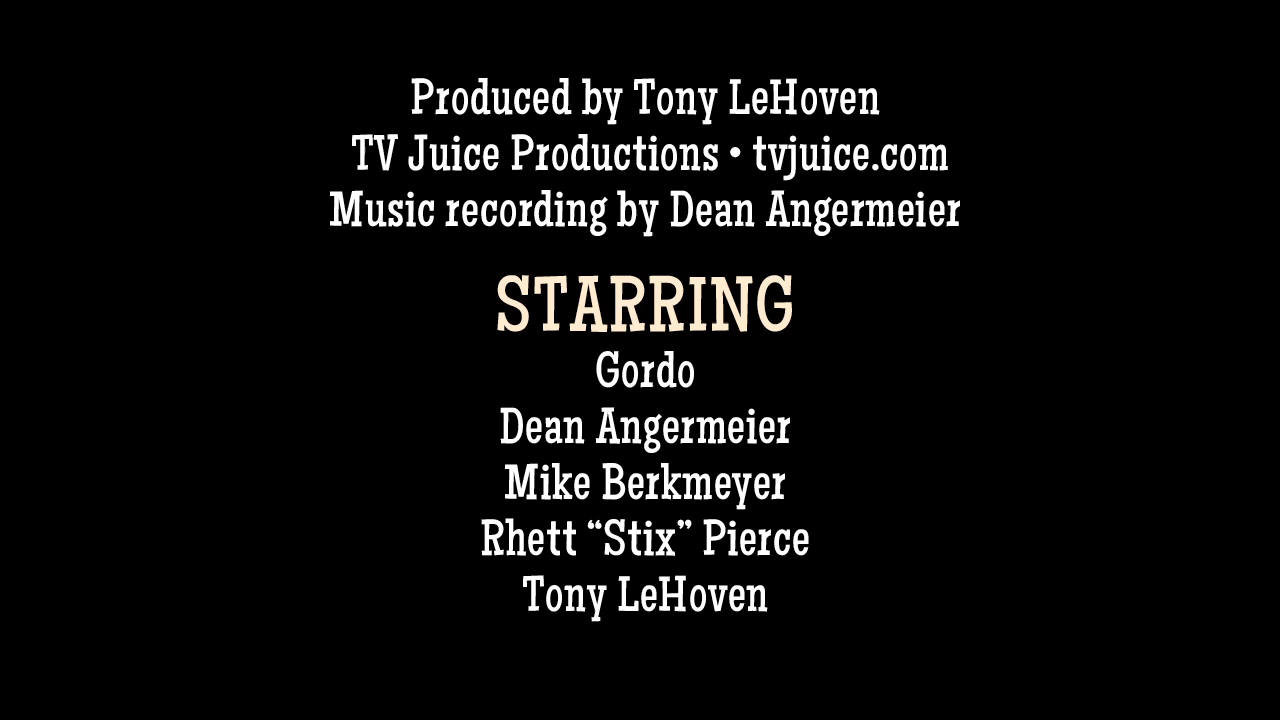 Produced by Tony LeHoven
TV Juice Productions • tvjuice.com
Music recording by Dean Angermeier
STARRING
Gordo
Dean Angermeier
Mike Berkmeyer
Rhett “Stix” Pierce
Tony LeHoven